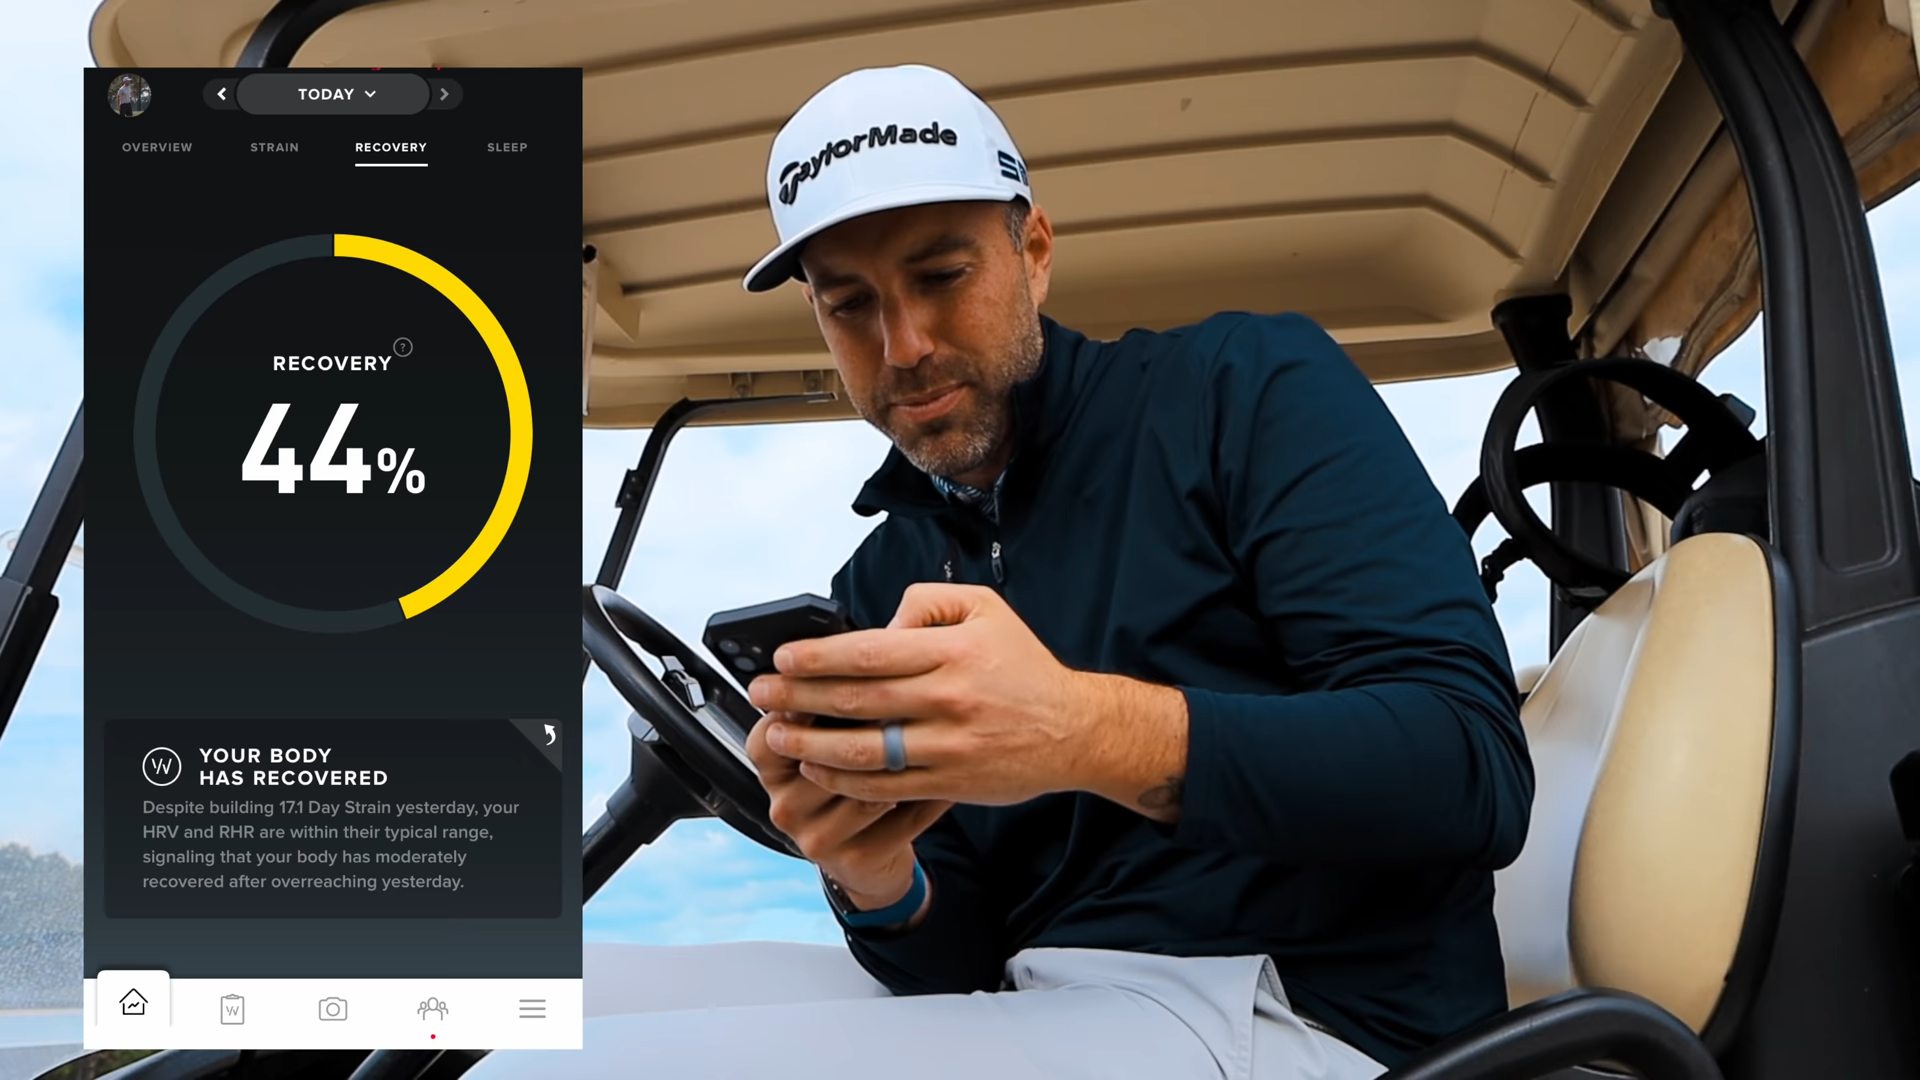 TODAY
OVERVIEW STRAIN RECOVERY SLEEP
RECOVERY ?
44%
W YOUR BODY
HAS RECOVERED
Despite building 17.1 Day Strain yesterday, your
HRV and RHR are within their typical range,
signaling that your body has moderately
recovered after overreaching yesterday.
W
TaylorMade